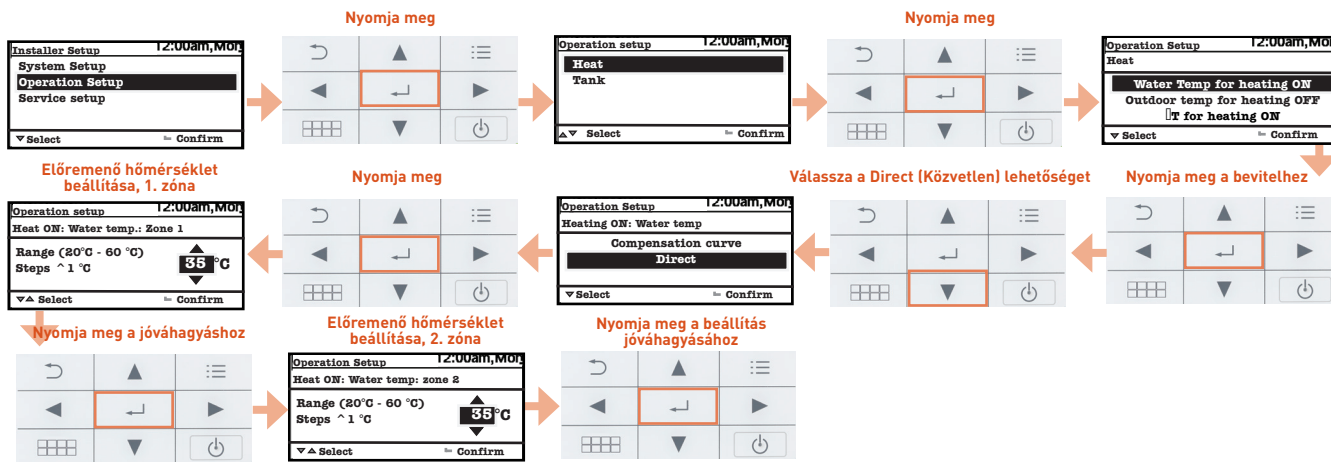 Nyomja meg
Nyomja meg
Installer Setup 12:00am,Mon
System Setup
Operation Setup
Service setup
▼Select Confirm
Operation setup 12:00am,Mon
Heat
Tank
▲▼ Select Confirm
Operation Setup 12:00am,Mon
Heat
Water Temp for heating ON
Outdoor temp for heating OFF
T for heating ON
▼ Select Confirm
Előremenő hőmérséklet
beállítása, 1. zóna
Nyomja meg
Válassza a Direct (Közvetlen) lehetőséget
Nyomja meg a bevitelhez
Operation setup 12:00am,Mon
Heat ON: Water temp.: Zone 1
Range (20°C - 60 °C)
Steps ^1 °C
35 °C
▼▲ Select Confirm
Operation Setup 12:00am,Mon
Heating ON: Water temp
Compensation curve
Direct
▼Select Confirm
Nyomja meg a jóváhagyáshoz
Előremenő hőmérséklet
beállítása, 2. zóna
Nyomja meg a beállítás
jóváhagyásához
Operation Setup 12:00am,Mon
Heat ON: Water temp: zone 2
Range (20°C - 60 °C)
Steps ^1 °C
35°C
▼▲ Select Confirm